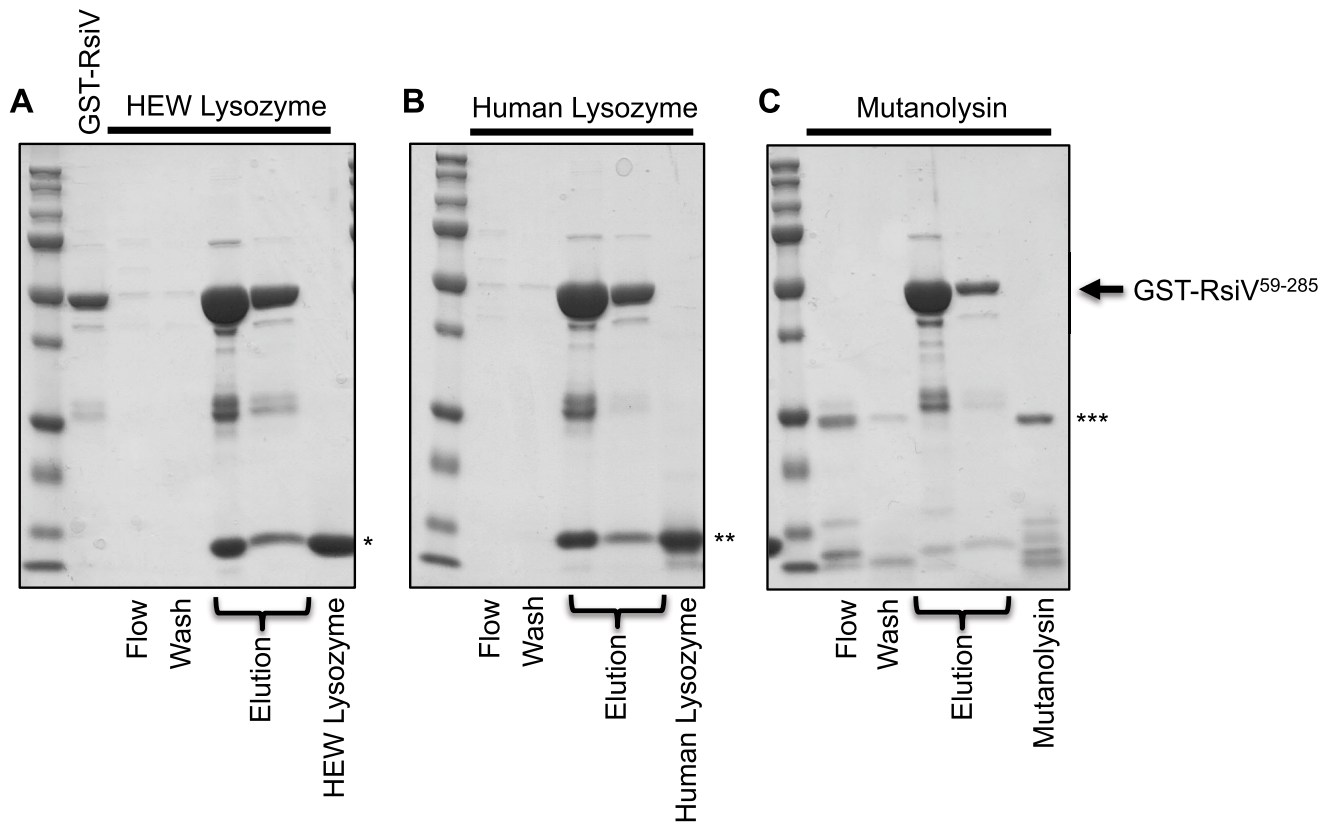 A
GST-RsiV
HEW Lysozyme
B
Human Lysozyme
C
Mutanolysin
GST-RsiV59-285
*
**
***
Flow
Wash
Elution
HEW Lysozyme
Flow
Wash
Elution
Human Lysozyme
Flow
Wash
Elution
Mutanolysin